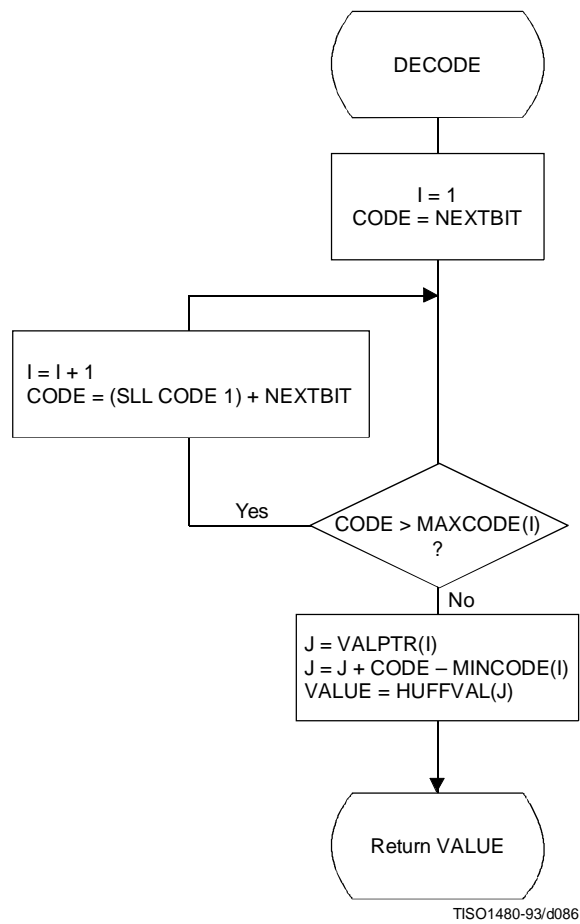 DECODE
I = 1
CODE = NEXTBIT
I = I + 1
CODE = (SLL CODE 1) + NEXTBIT
Yes
CODE > MAXCODE(I)
?
No
J = VALPTR(I)
J = J + CODE – MINCODE(I)
VALUE = HUFFVAL(J)
Return VALUE
TISO1480-93/d086